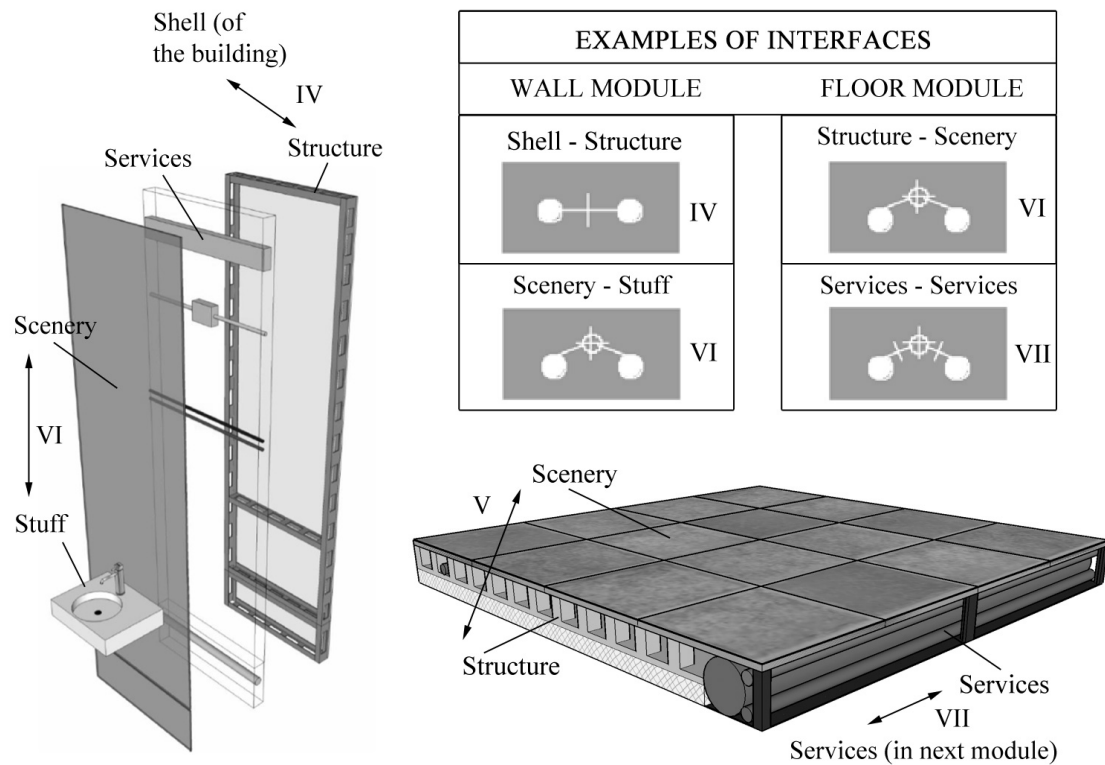 Shell (of
the building)
IV
Structure
Services
Scenery
VI
Stuff
EXAMPLES OF INTERFACES
WALL MODULE
FLOOR MODULE
Shell - Structure
IV
Structure - Scenery
VI
Scenery - Stuff
VI
Services - Services
VII
Scenery
V
Structure
Services
VII
Services (in next module)